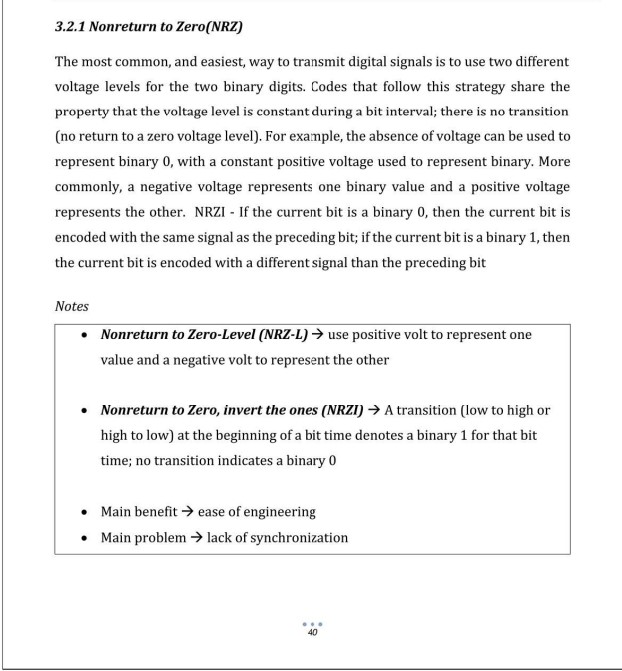 3.2.1 Nonreturn to Zero(NRZ)
The most common, and easiest, way to transmit digital signals is to use two different
voltage levels for the two binary digits. Codes that follow this strategy share the
property that the voltage level is constant during a bit interval; there is no transition
(no return to a zero voltage level). For example, the absence of voltage can be used to
represent binary 0, with a constant positive voltage used to represent binary. More
commonly, a negative voltage represents one binary value and a positive voltage
represents the other. NRZI - If the current bit is a binary 0, then the current bit is
encoded with the same signal as the preceding bit; if the current bit is a binary 1, then
the current bit is encoded with a different signal than the preceding bit
Notes
• Nonreturn to Zero-Level (NRZ-L) → use positive volt to represent one
value and a negative volt to represent the other
• Nonreturn to Zero, invert the ones (NRZI) → A transition (low to high or
high to low) at the beginning of a bit time denotes a binary 1 for that bit
time; no transition indicates a binary 0
• Main benefit → ease of engineering
• Main problem → lack of synchronization
40